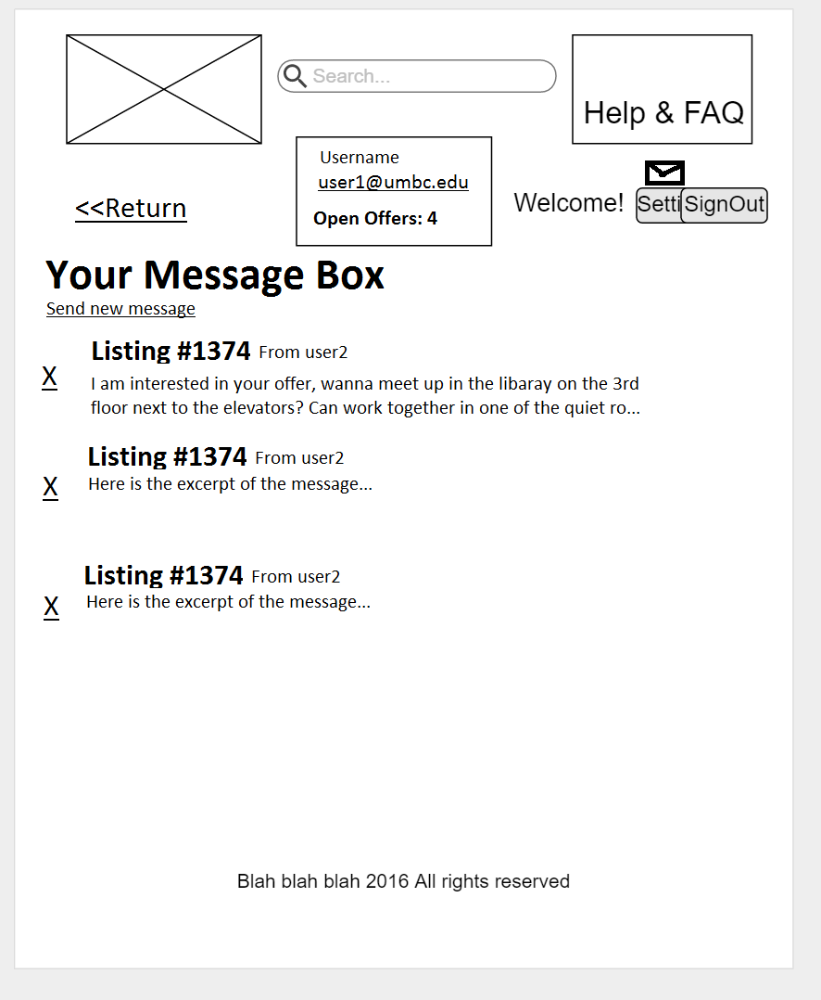 Search...
Help & FAQ
Username
user1@umbc.edu
Open Offers: 4
<<Return
Welcome!
Setti
SignOut
Your Message Box
Send new message
X
Listing #1374 From user2
I am interested in your offer, wanna meet up in the libaray on the 3rd
floor next to the elevators? Can work together in one of the quiet ro...
X
Listing #1374 From user2
Here is the excerpt of the message...
X
Listing #1374 From user2
Here is the excerpt of the message...
Blah blah blah 2016 All rights reserved